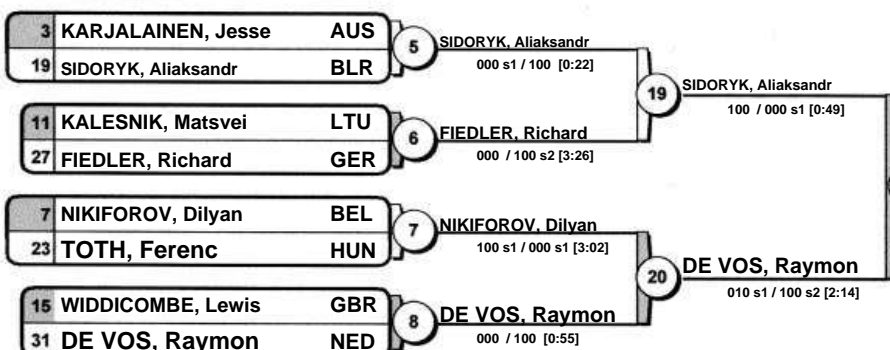 3 KARJALAINEN, Jesse AUS
19 SIDORYK, Aliaksandr BLR
5
SIDORYK, Aliaksandr
000 s1 / 100 [0:22]
11 KALESNIK, Matsvei LTU
27 FIEDLER, Richard GER
6
FIEDLER, Richard
000 / 100 s2 [3:26]
19
SIDORYK, Aliaksandr
100 / 000 s1 [0:49]
7 NIKIFOROV, Dilyan BEL
23 TOTH, Ferenc HUN
7
NIKIFOROV, Dilyan
100 s1 / 000 s1 [3:02]
15 WIDDICOMBE, Lewis GBR
31 DE VOS, Raymon NED
8
DE VOS, Raymon
000 / 100 [0:55]
20
DE VOS, Raymon
010 s1 / 100 s2 [2:14]